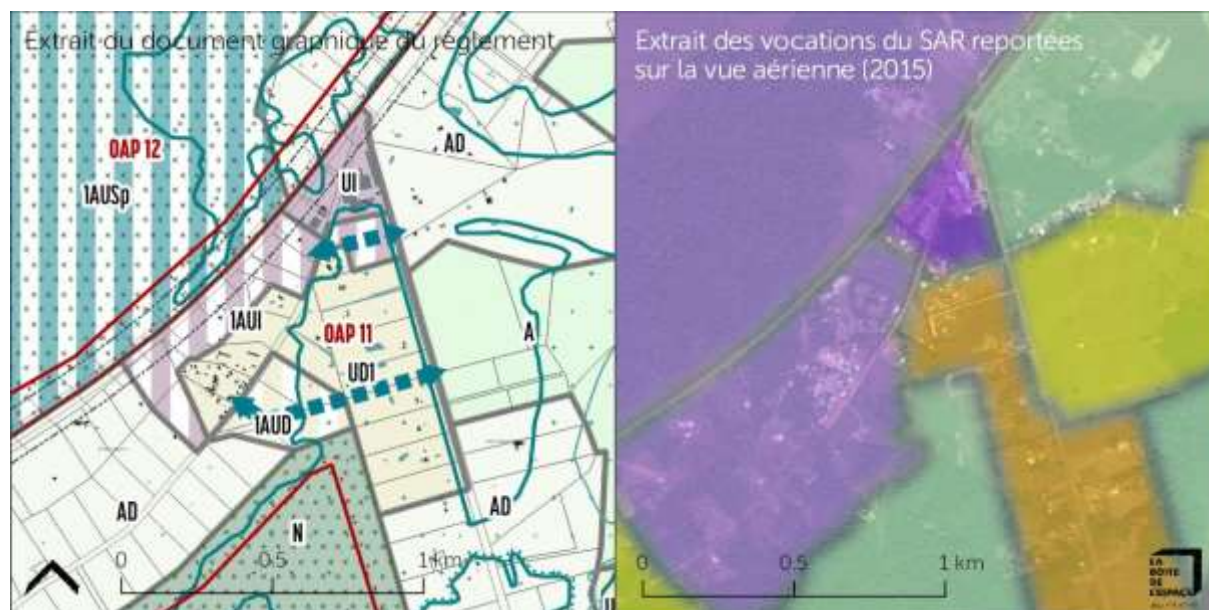 Extrait du document graphique du réglement
OAP 12
1AUSp
AD
UI
1AUI
OAP 11
A
UD1
1AUD
AD
AD
N
0
0.5
1 km
Extrait des vocations du SAR reportées
sur la vue aérienne (2015)
0
0.5
1 km
LA
BOITE
DE
L'ESPACE